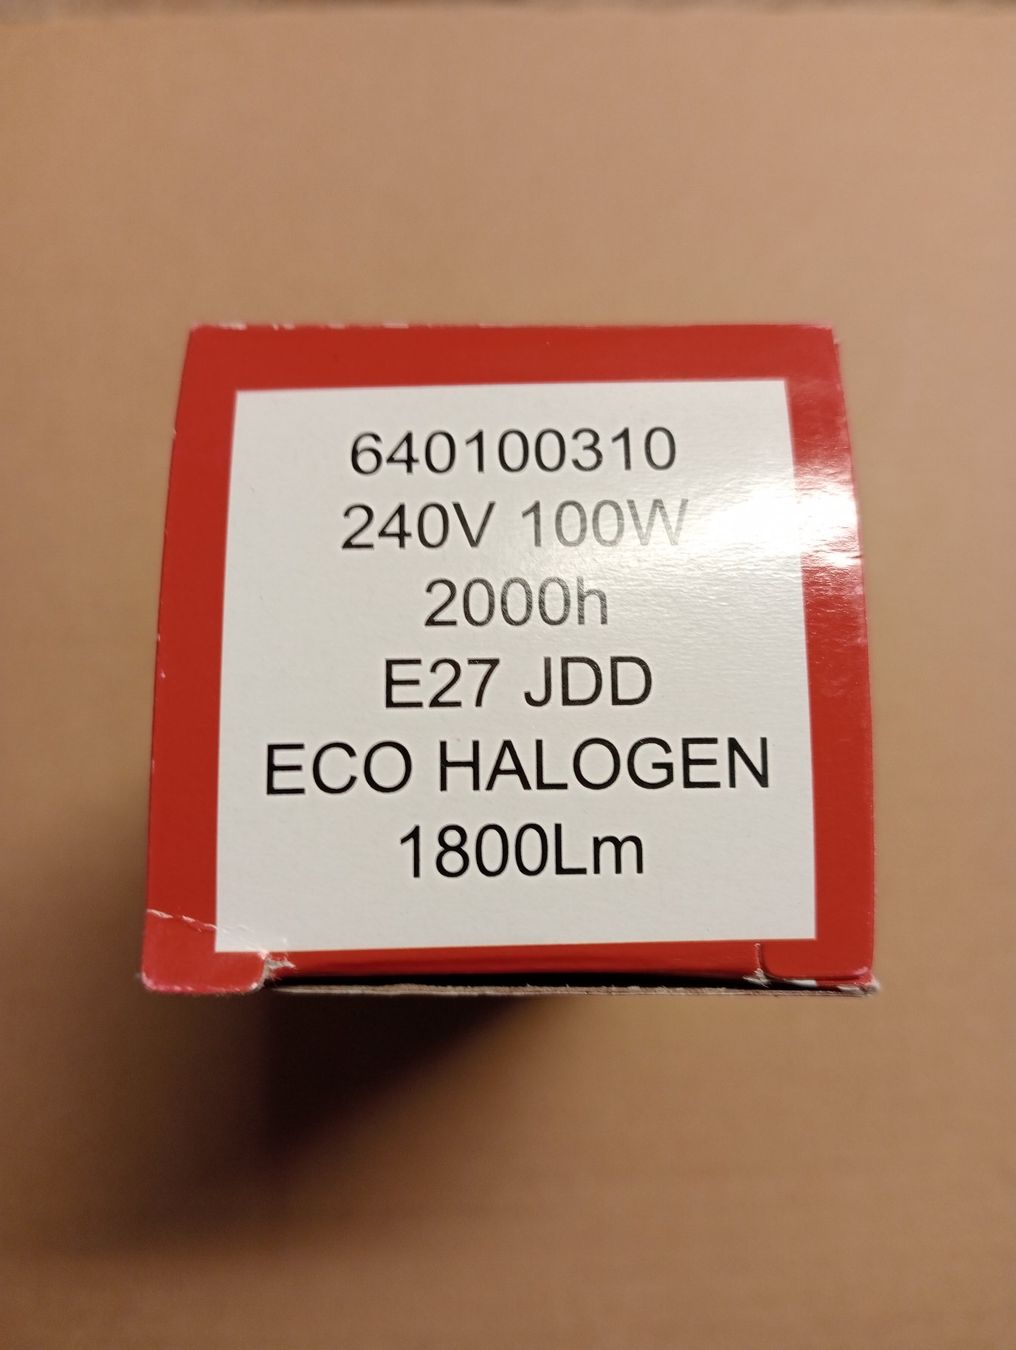 640100310
240V 100W
2000h
E27 JDD
ECO HALOGEN
1800Lm